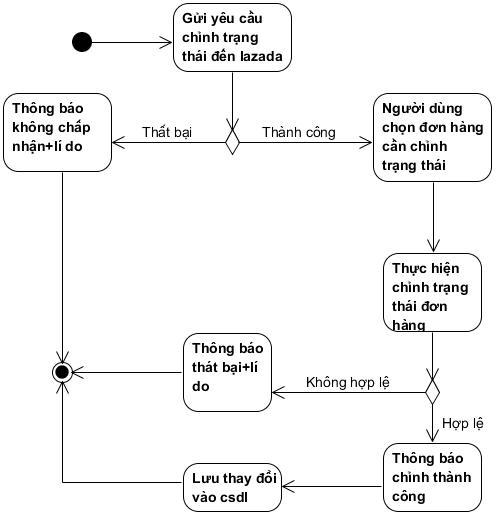 Gửi yêu cầu
chình trạng
thái đến lazada
Thông báo
không chấp
nhận+lí do
Thất bại
Thành công
Người dùng
chọn đơn hàng
cần chỉnh
trạng thái
Thực hiện
chỉnh trạng
thái đơn
hàng
Thông báo
thát bại+lí
do
Không hợp lệ
Hợp lệ
Thông báo
chỉnh thành
công
Lưu thay đổi
vào csdl